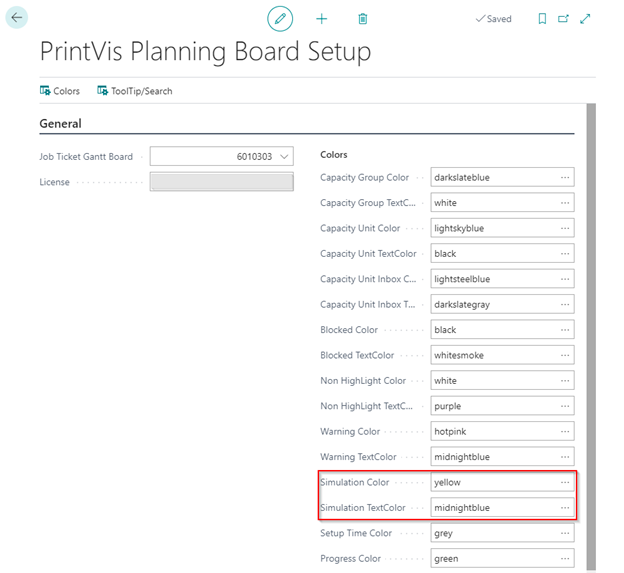 Saved
PrintVis Planning Board Setup
Colors ToolTip/Search
General
Job Ticket Gantt Board 6010303
License
Colors
Capacity Group Color darkslateblue
Capacity Group TextC... white
Capacity Unit Color lightskyblue
Capacity Unit TextColor black
Capacity Unit Inbox C... lightsteelblue
Capacity Unit Inbox T... darkslategray
Blocked Color black
Blocked TextColor whitesmoke
Non HighLight Color white
Non HighLight TextC... purple
Warning Color hotpink
Warning TextColor midnightblue
Simulation Color yellow
Simulation TextColor midnightblue
Setup Time Color grey
Progress Color green